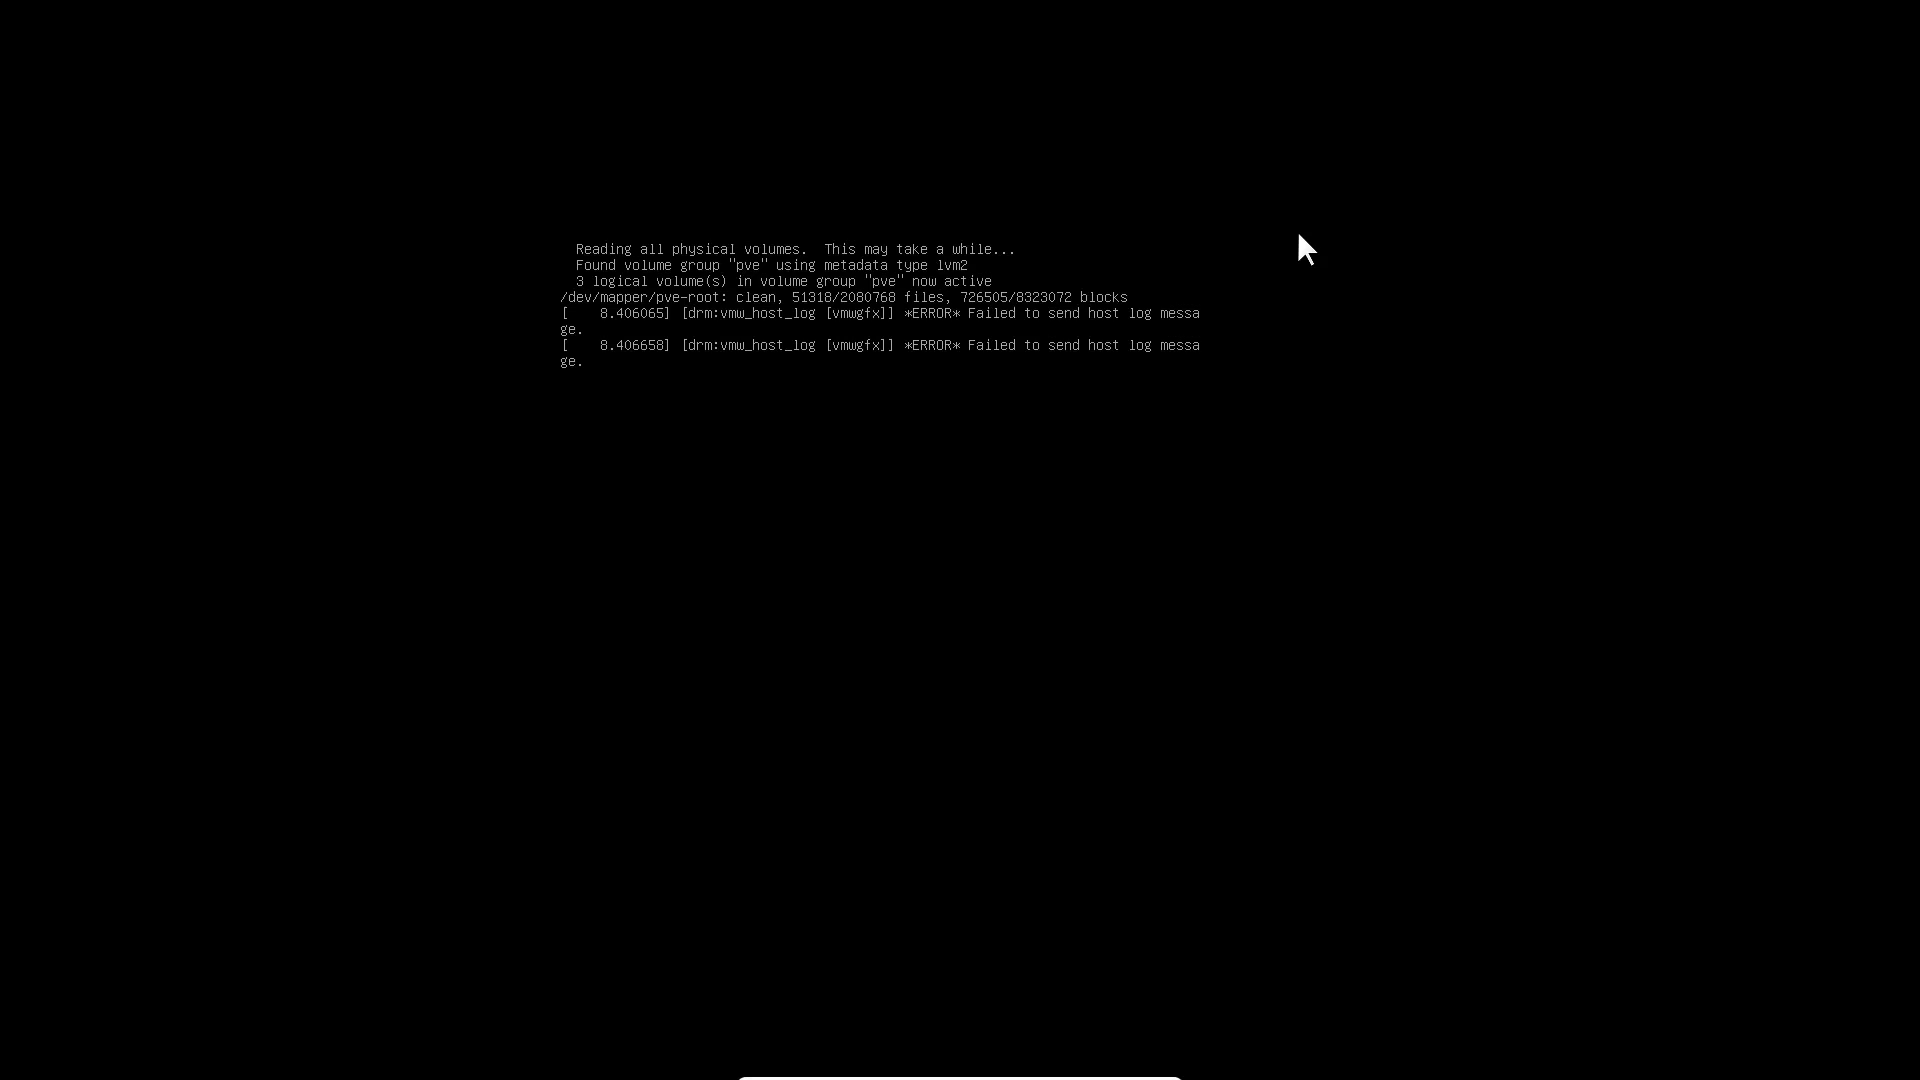 Reading all physical volumes.  This may take a while...
Found volume group "pve" using metadata type lvm2
3 logical volume(s) in volume group "pve" now active
/dev/mapper/pve-root: clean, 51318/2080768 files, 726505/8323072 blocks
[    8.406065] [drm:vmw_host_log [vmwgfx]] *ERROR* Failed to send host log messa
ge.
[    8.406658] [drm:vmw_host_log [vmwgfx]] *ERROR* Failed to send host log messa
ge.